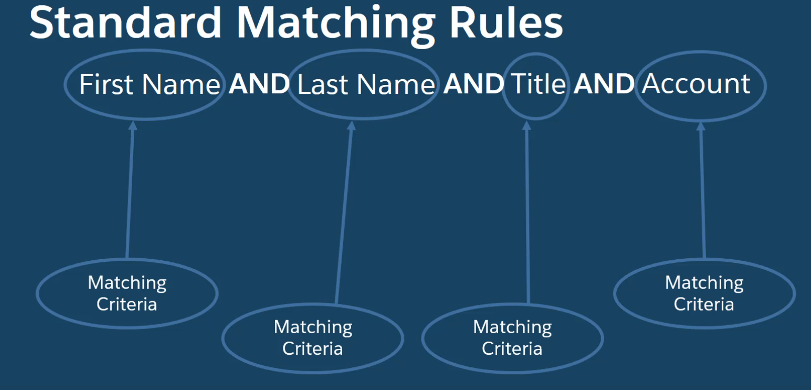 Standard Matching Rules
First Name AND Last Name AND Title AND Account
Matching
Criteria
Matching
Criteria
Matching
Criteria
Matching
Criteria